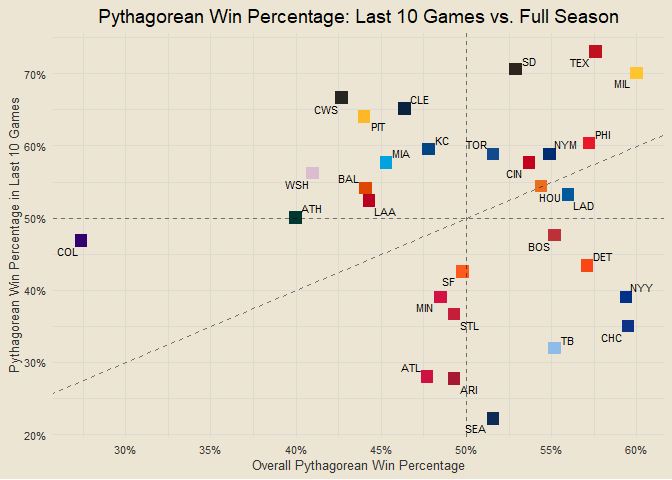 Pythagorean Win Percentage: Last 10 Games vs. Full Season
Pythagorean Win Percentage in Last 10 Games
70%
60%
50%
40%
30%
20%
SD
TEX
MIL
CWS
CLE
PIT
PHI
KC
TOR
NYM
MIA
CIN
WSH
BAL
HOU
LAD
LAA
ATH
COL
BOS
DET
SF
NYY
MIN
STL
CHC
TB
ATL
ARI
SEA
30%
35%
40%
45%
50%
55%
60%
Overall Pythagorean Win Percentage